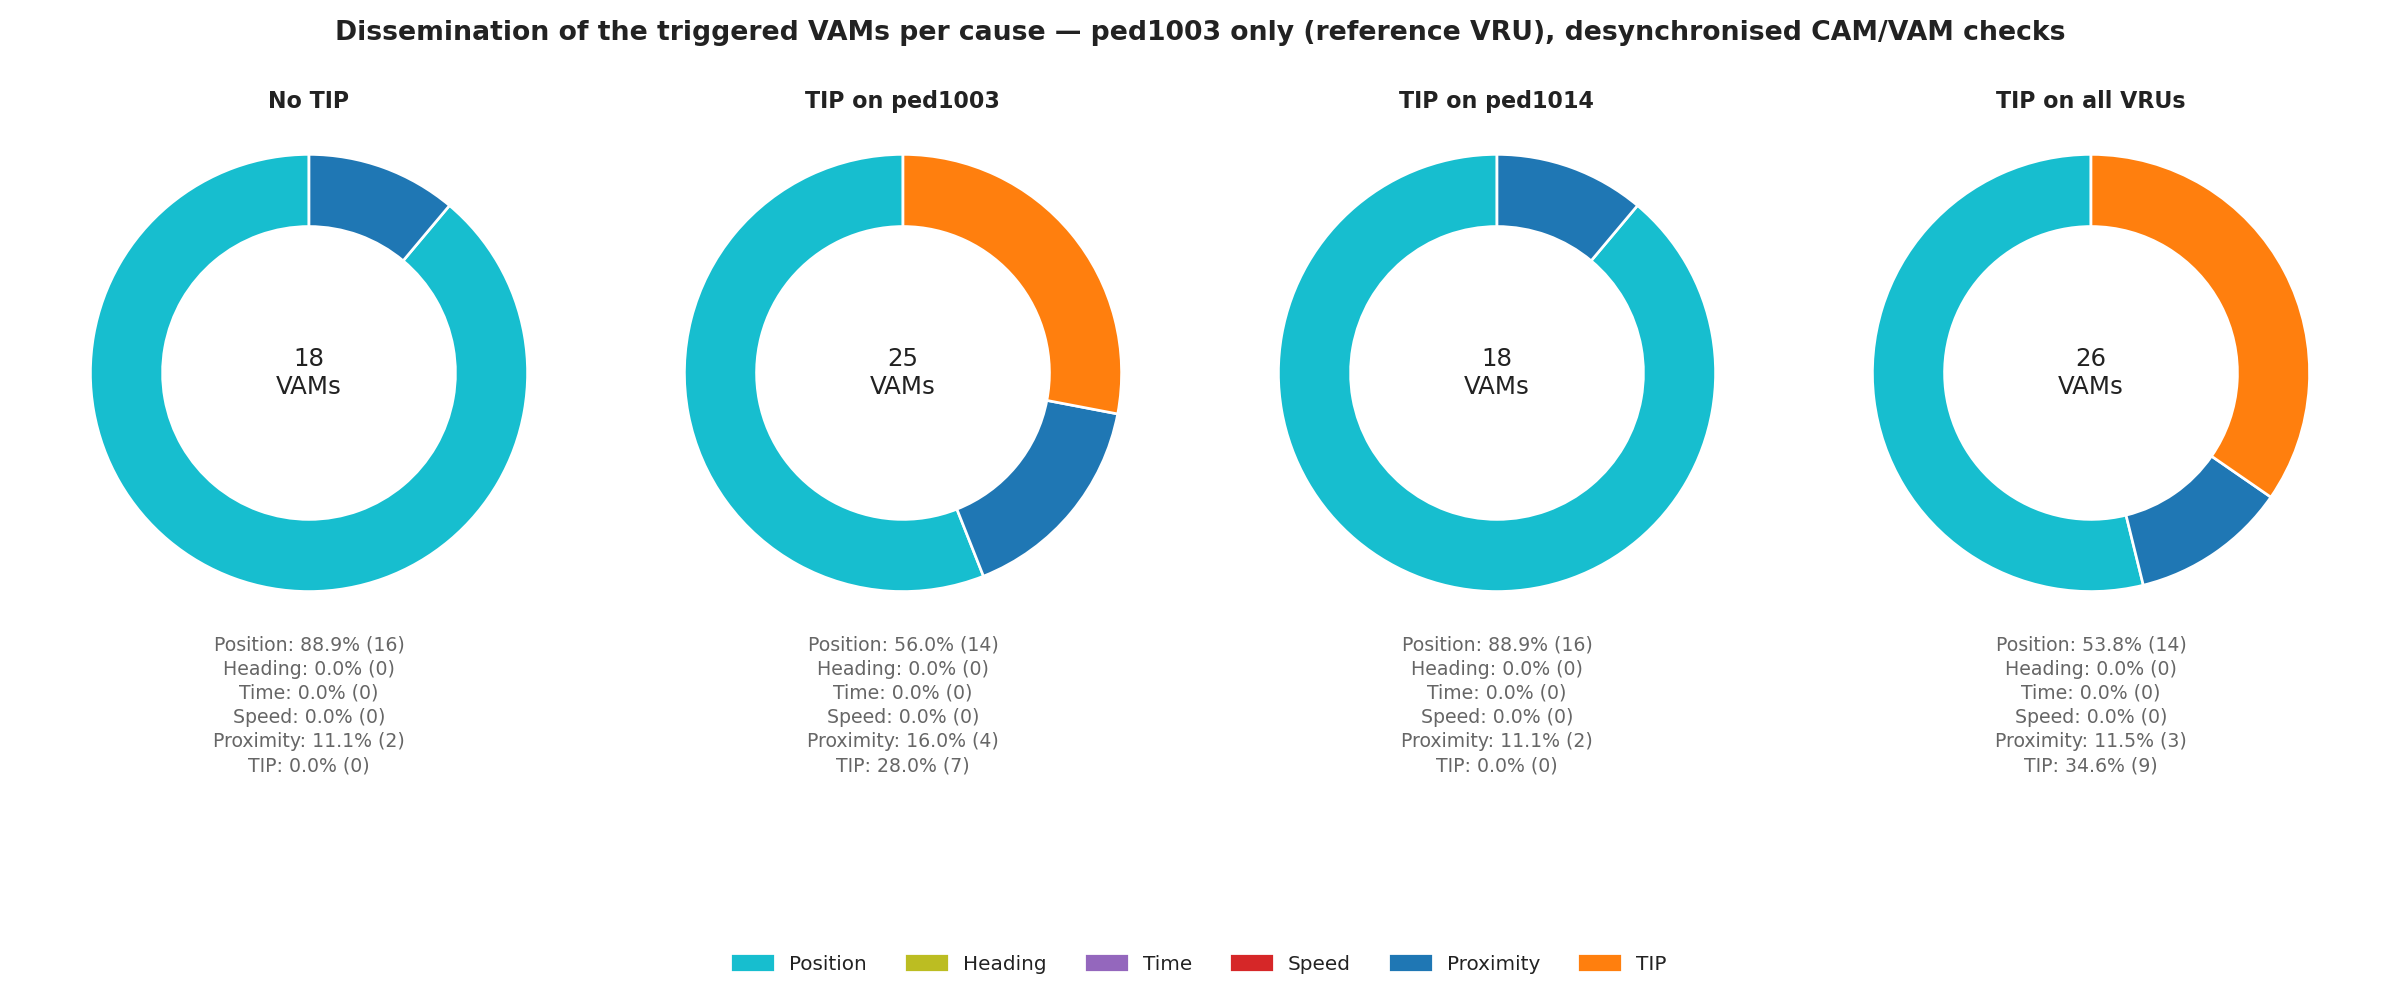 Dissemination of the triggered VAMs per cause — ped1003 only (reference VRU), desynchronised CAM/VAM checks
No TIP
18
VAMs
Position: 88.9% (16)
Heading: 0.0% (0)
Time: 0.0% (0)
Speed: 0.0% (0)
Proximity: 11.1% (2)
TIP: 0.0% (0)
TIP on ped1003
25
VAMs
Position: 56.0% (14)
Heading: 0.0% (0)
Time: 0.0% (0)
Speed: 0.0% (0)
Proximity: 16.0% (4)
TIP: 28.0% (7)
TIP on ped1014
18
VAMs
Position: 88.9% (16)
Heading: 0.0% (0)
Time: 0.0% (0)
Speed: 0.0% (0)
Proximity: 11.1% (2)
TIP: 0.0% (0)
TIP on all VRUs
26
VAMs
Position: 53.8% (14)
Heading: 0.0% (0)
Time: 0.0% (0)
Speed: 0.0% (0)
Proximity: 11.5% (3)
TIP: 34.6% (9)
Position Heading Time Speed Proximity TIP